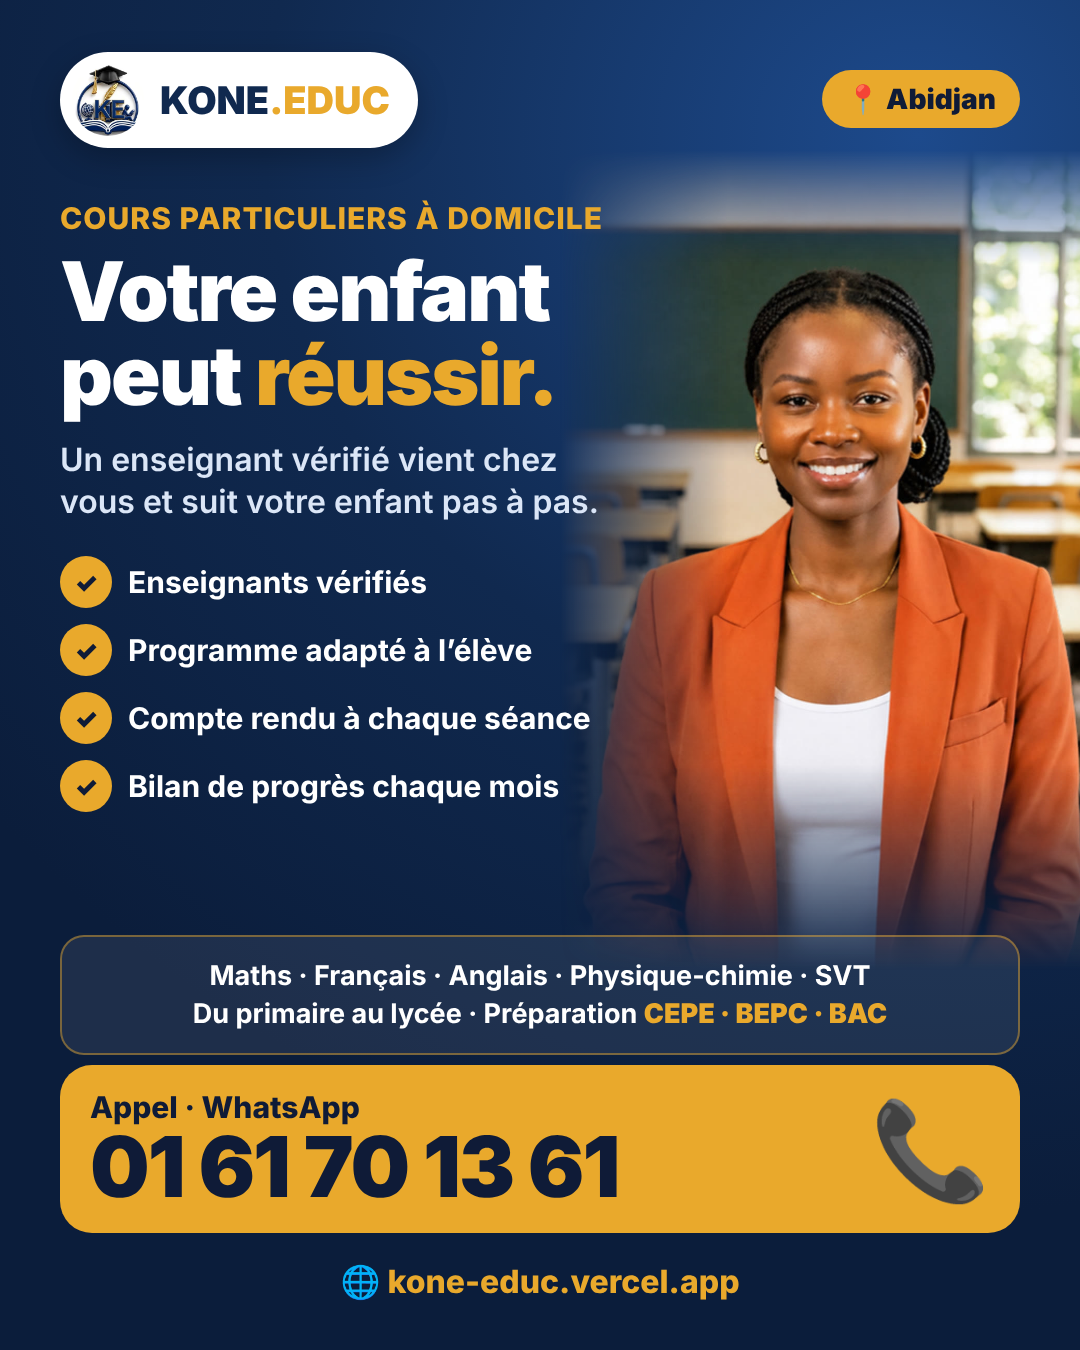 KONE.EDUC
📍 Abidjan
COURS PARTICULIERS À DOMICILE
Votre enfant
peut réussir.
Un enseignant vérifié vient chez
vous et suit votre enfant pas à pas.
Enseignants vérifiés
Programme adapté à l’élève
Compte rendu à chaque séance
Bilan de progrès chaque mois
Maths · Français · Anglais · Physique-chimie · SVT
Du primaire au lycée · Préparation CEPE · BEPC · BAC
Appel · WhatsApp
01 61 70 13 61
kone-educ.vercel.app